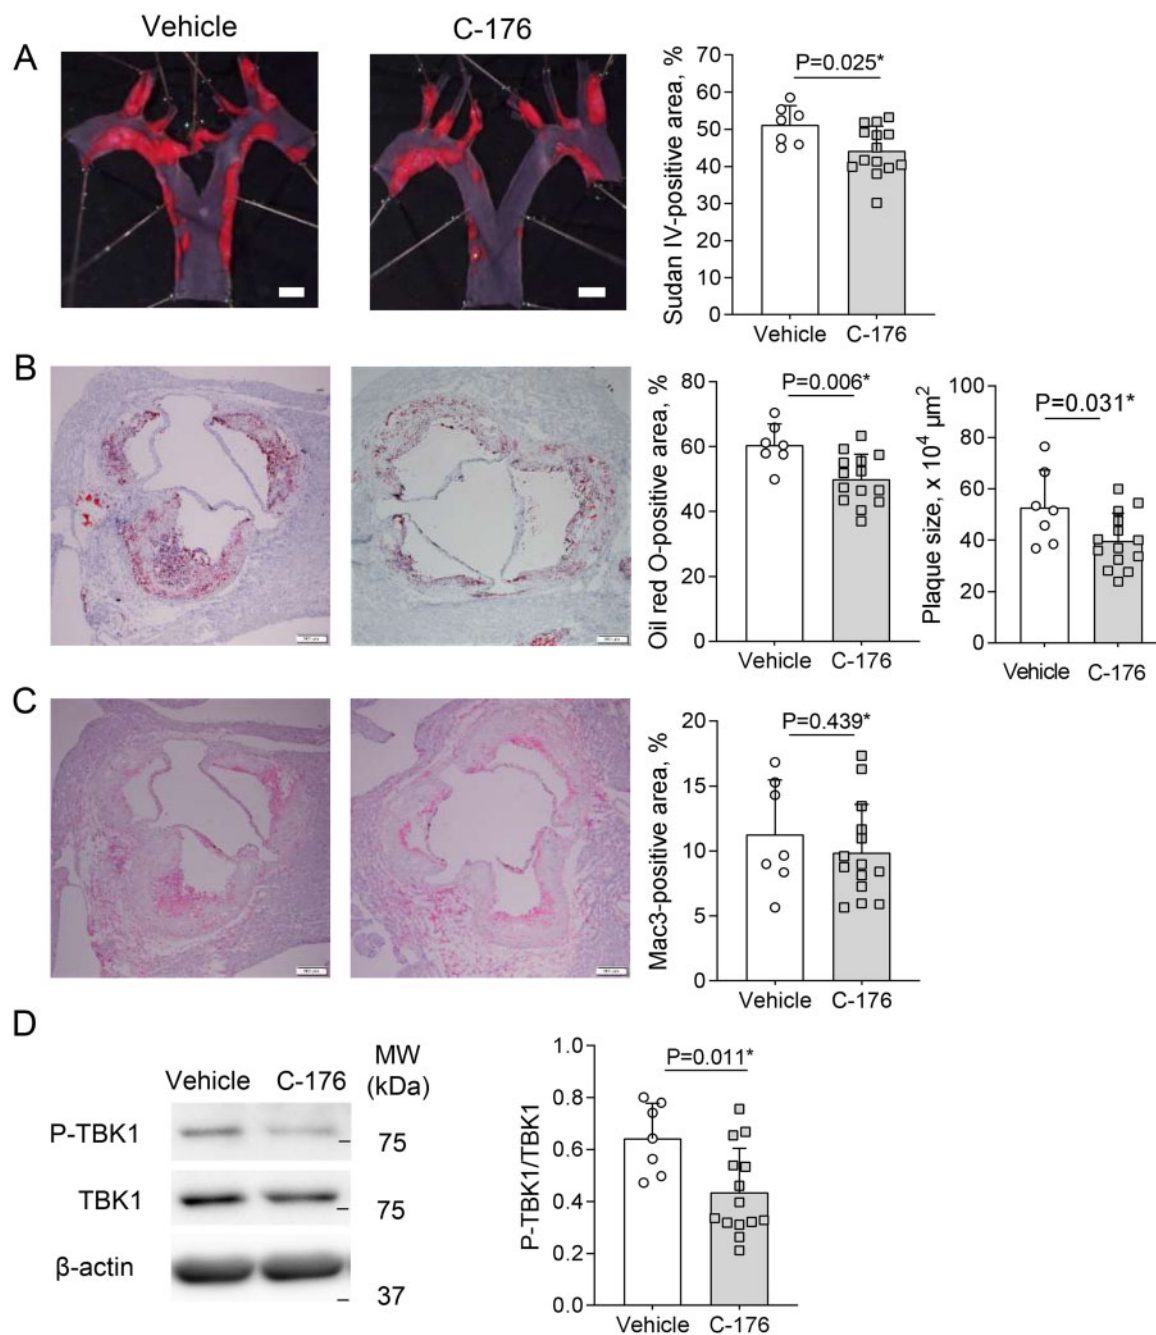 Vehicle
C-176
A
Sudan IV-positive area, %
70
60
50
40
30
20
10
0
P=0.025*
Vehicle
C-176
B
Oil red O-positive area, %
80
60
40
20
0
P=0.006*
Vehicle
C-176
Plaque size, x 10⁴ µm²
100
80
60
40
20
0
P=0.031*
Vehicle
C-176
C
Mac3-positive area, %
20
15
10
5
0
P=0.439*
Vehicle
C-176
D
Vehicle
C-176
MW
(kDa)
P-TBK1
75
TBK1
75
β-actin
37
P-TBK1/TBK1
1.0
0.8
0.6
0.4
0.2
0.0
P=0.011*
Vehicle
C-176